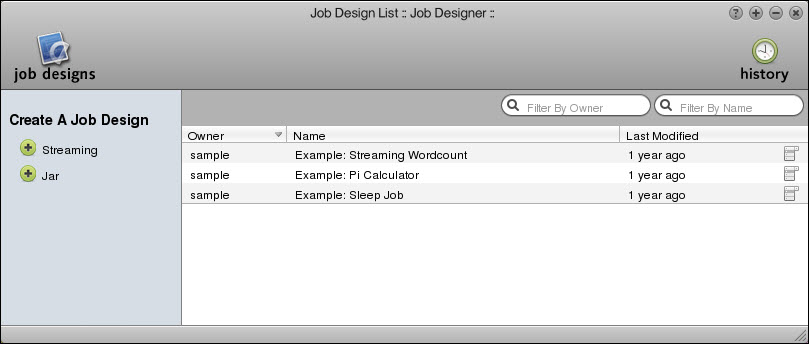 Job Design List :: Job Designer ::
job designs
history
Create A Job Design
Streaming
Jar
Filter By Owner
Filter By Name
Owner Name Last Modified
sample Example: Streaming Wordcount 1 year ago
sample Example: Pi Calculator 1 year ago
sample Example: Sleep Job 1 year ago